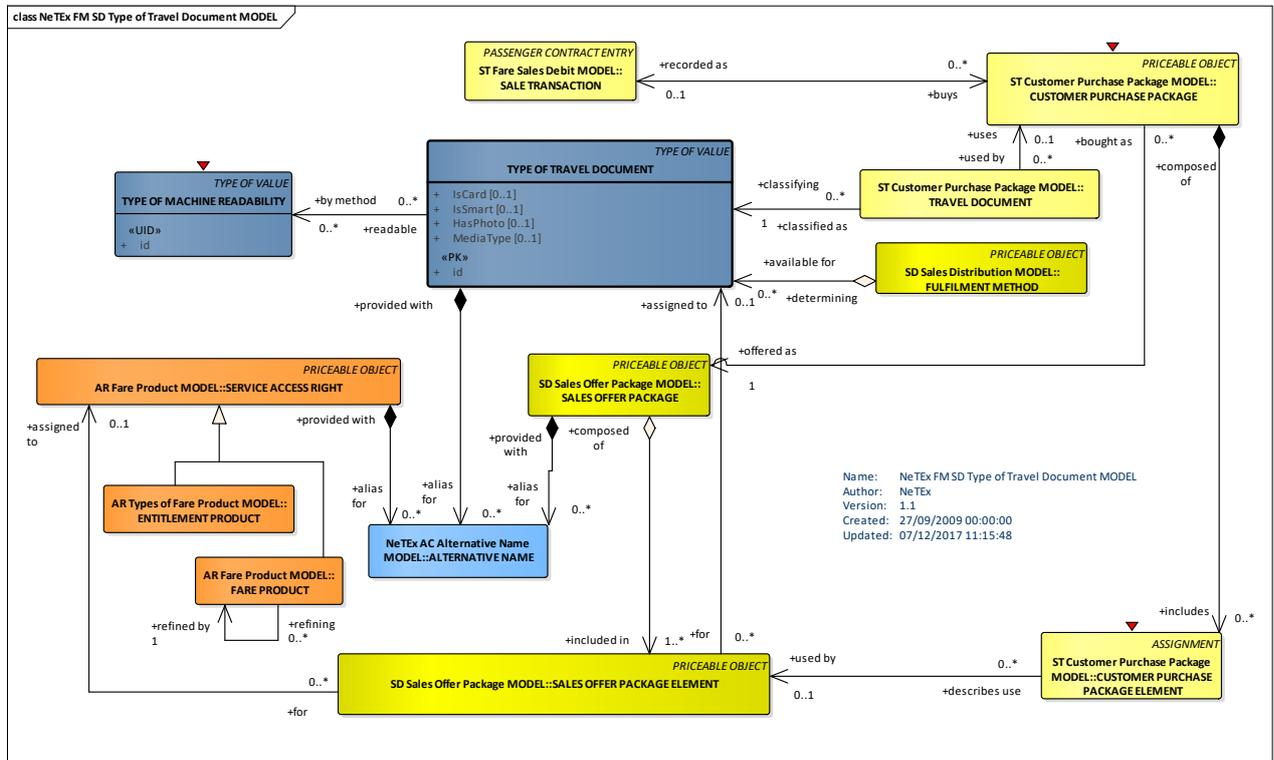 class NeTEx FM SD Type of Travel Document MODEL
PASSENGER CONTRACT ENTRY
ST Fare Sales Debit MODEL::
SALE TRANSACTION
+recorded as
0..1
0..*
+buys
PRICEABLE OBJECT
ST Customer Purchase Package MODEL::
CUSTOMER PURCHASE PACKAGE
+uses
0..1
+used by
0..*
+bought as
0..*
+composed
of
TYPE OF VALUE
TYPE OF MACHINE READABILITY
«UID»
+ id
+by method
0..*
0..*
+readable
TYPE OF VALUE
TYPE OF TRAVEL DOCUMENT
+ IsCard [0..1]
+ IsSmart [0..1]
+ HasPhoto [0..1]
+ MediaType [0..1]
«PK»
+ id
+classifying
0..*
1
+classified as
ST Customer Purchase Package MODEL::
TRAVEL DOCUMENT
+available for
0..*
+determining
PRICEABLE OBJECT
SD Sales Distribution MODEL::
FULFILMENT METHOD
+provided with
+assigned to
0..1
+offered as
1
PRICEABLE OBJECT
AR Fare Product MODEL::SERVICE ACCESS RIGHT
PRICEABLE OBJECT
SD Sales Offer Package MODEL::
SALES OFFER PACKAGE
+assigned
to
0..1
+provided with
+provided
with
+composed
of
AR Types of Fare Product MODEL::
ENTITLEMENT PRODUCT
+alias
for
0..*
+alias
for
0..*
+alias
for
0..*
NeTEx AC Alternative Name
MODEL::ALTERNATIVE NAME
Name: NeTEx FM SD Type of Travel Document MODEL
Author: NeTEx
Version: 1.1
Created: 27/09/2009 00:00:00
Updated: 07/12/2017 11:15:48
AR Fare Product MODEL::
FARE PRODUCT
+refined by
1
+refining
0..*
+included in
1..*
+for
0..*
+includes
0..*
PRICEABLE OBJECT
SD Sales Offer Package MODEL::SALES OFFER PACKAGE ELEMENT
0..*
+for
+used by
0..1
0..*
+describes use
ASSIGNMENT
ST Customer Purchase Package
MODEL::CUSTOMER PURCHASE
PACKAGE ELEMENT